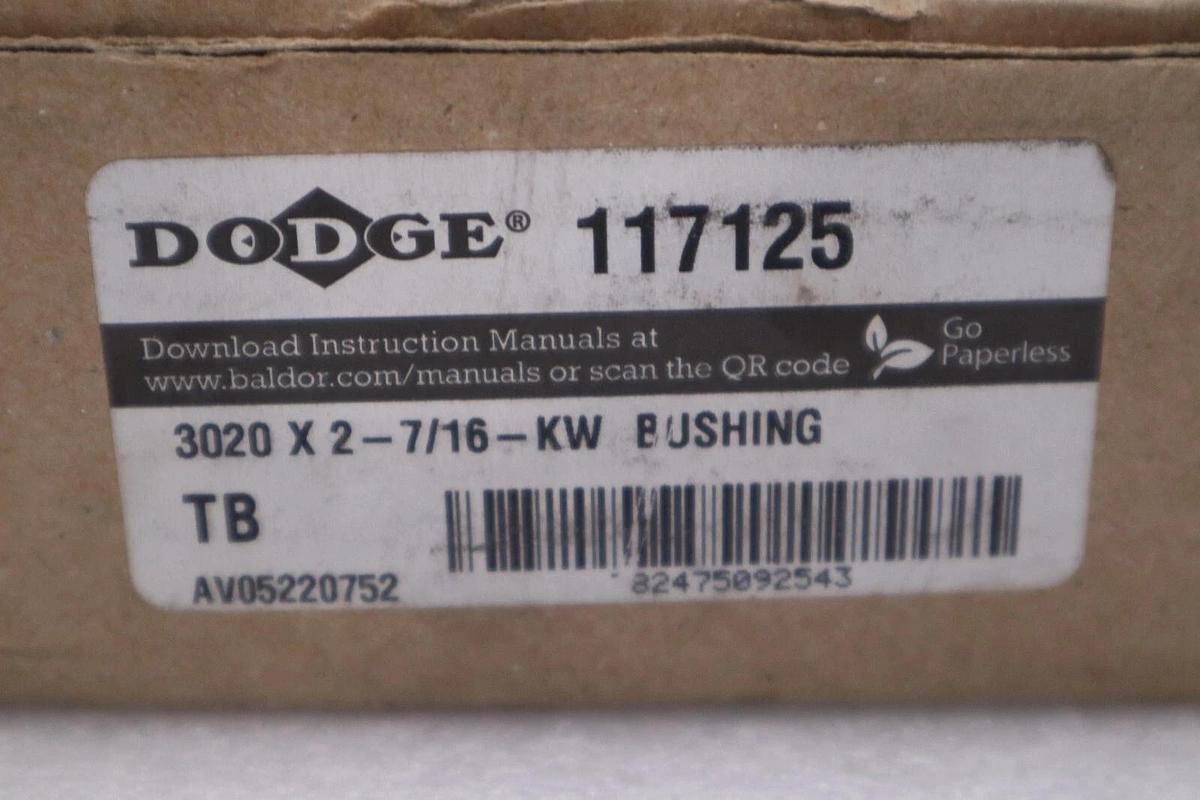 DODGE® 117125
Download Instruction Manuals at
www.baldor.com/manuals or scan the QR code
Go
Paperless
3020 X 2-7/16-KW BUSHING
TB
AV05220752
82475092543